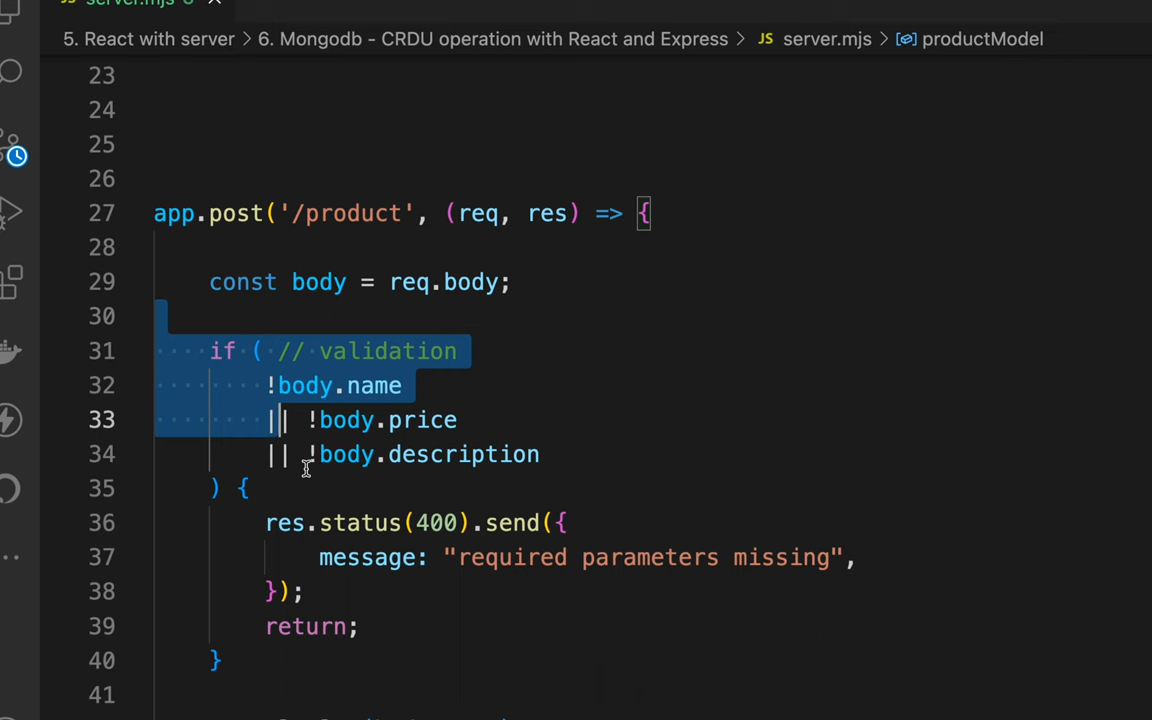 server.mjs
5. React with server > 6. Mongodb - CRDU operation with React and Express > JS server.mjs > productModel
23
24
25
26
27 app.post('/product', (req, res) => {
28
29 const body = req.body;
30
31 if ( // validation
32 !body.name
33 || !body.price
34 || !body.description
35 ) {
36 res.status(400).send({
37 message: "required parameters missing",
38 });
39 return;
40 }
41